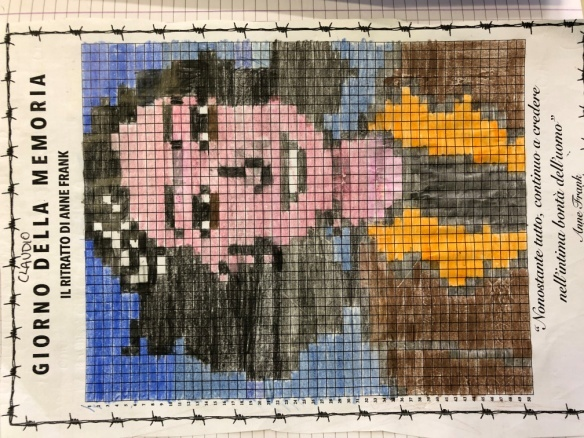 CLAUDIO
GIORNO DELLA MEMORIA
IL RITRATTO DI ANNE FRANK
"Nonostante tutto, continuo a credere
nell'intima bontà dell'uomo"
Anne Frank